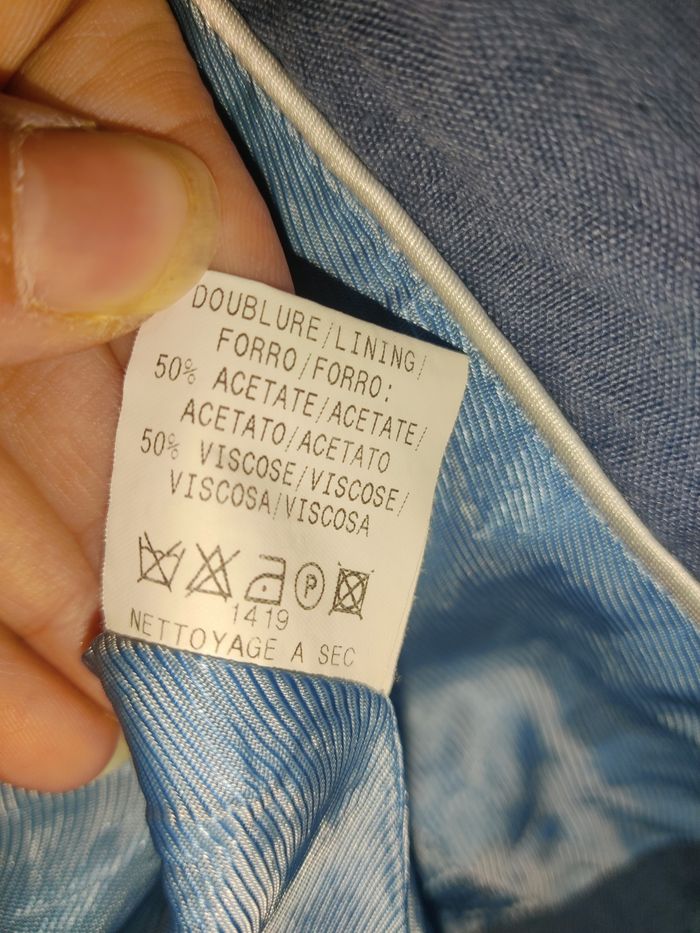 DOUBLURE/LINING/
FORRO/FORRO:
50% ACETATE/ACETATE/
ACETATO/ACETATO
50% VISCOSE/VISCOSE/
VISCOSA/VISCOSA
P
1419
NETTOYAGE A SEC